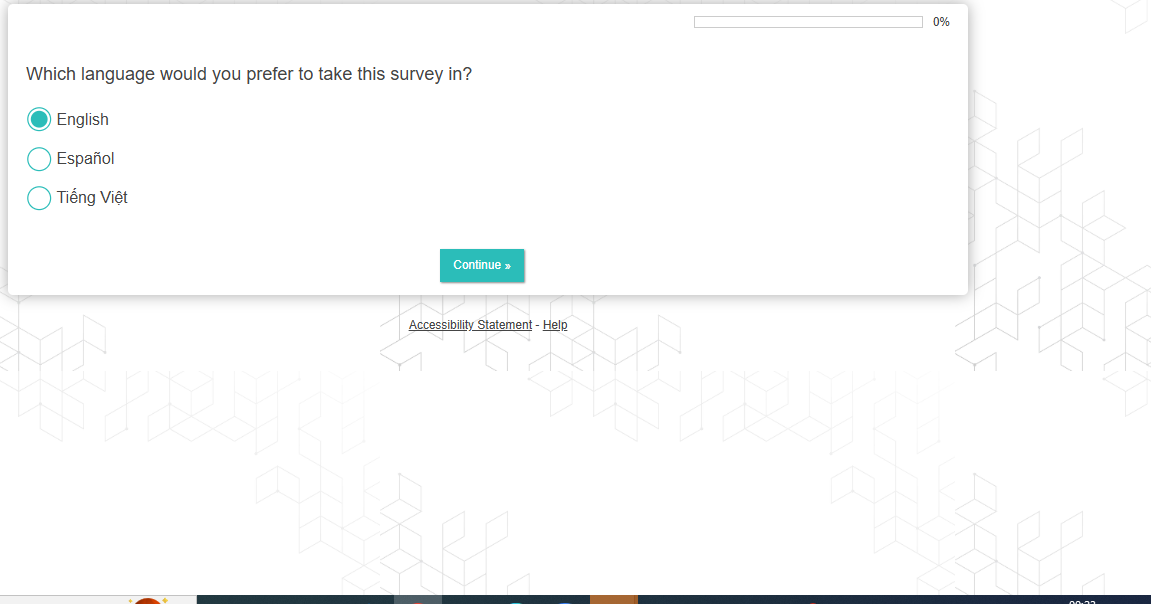 0%
Which language would you prefer to take this survey in?
English
Español
Tiếng Việt
Continue »
Accessibility Statement - Help